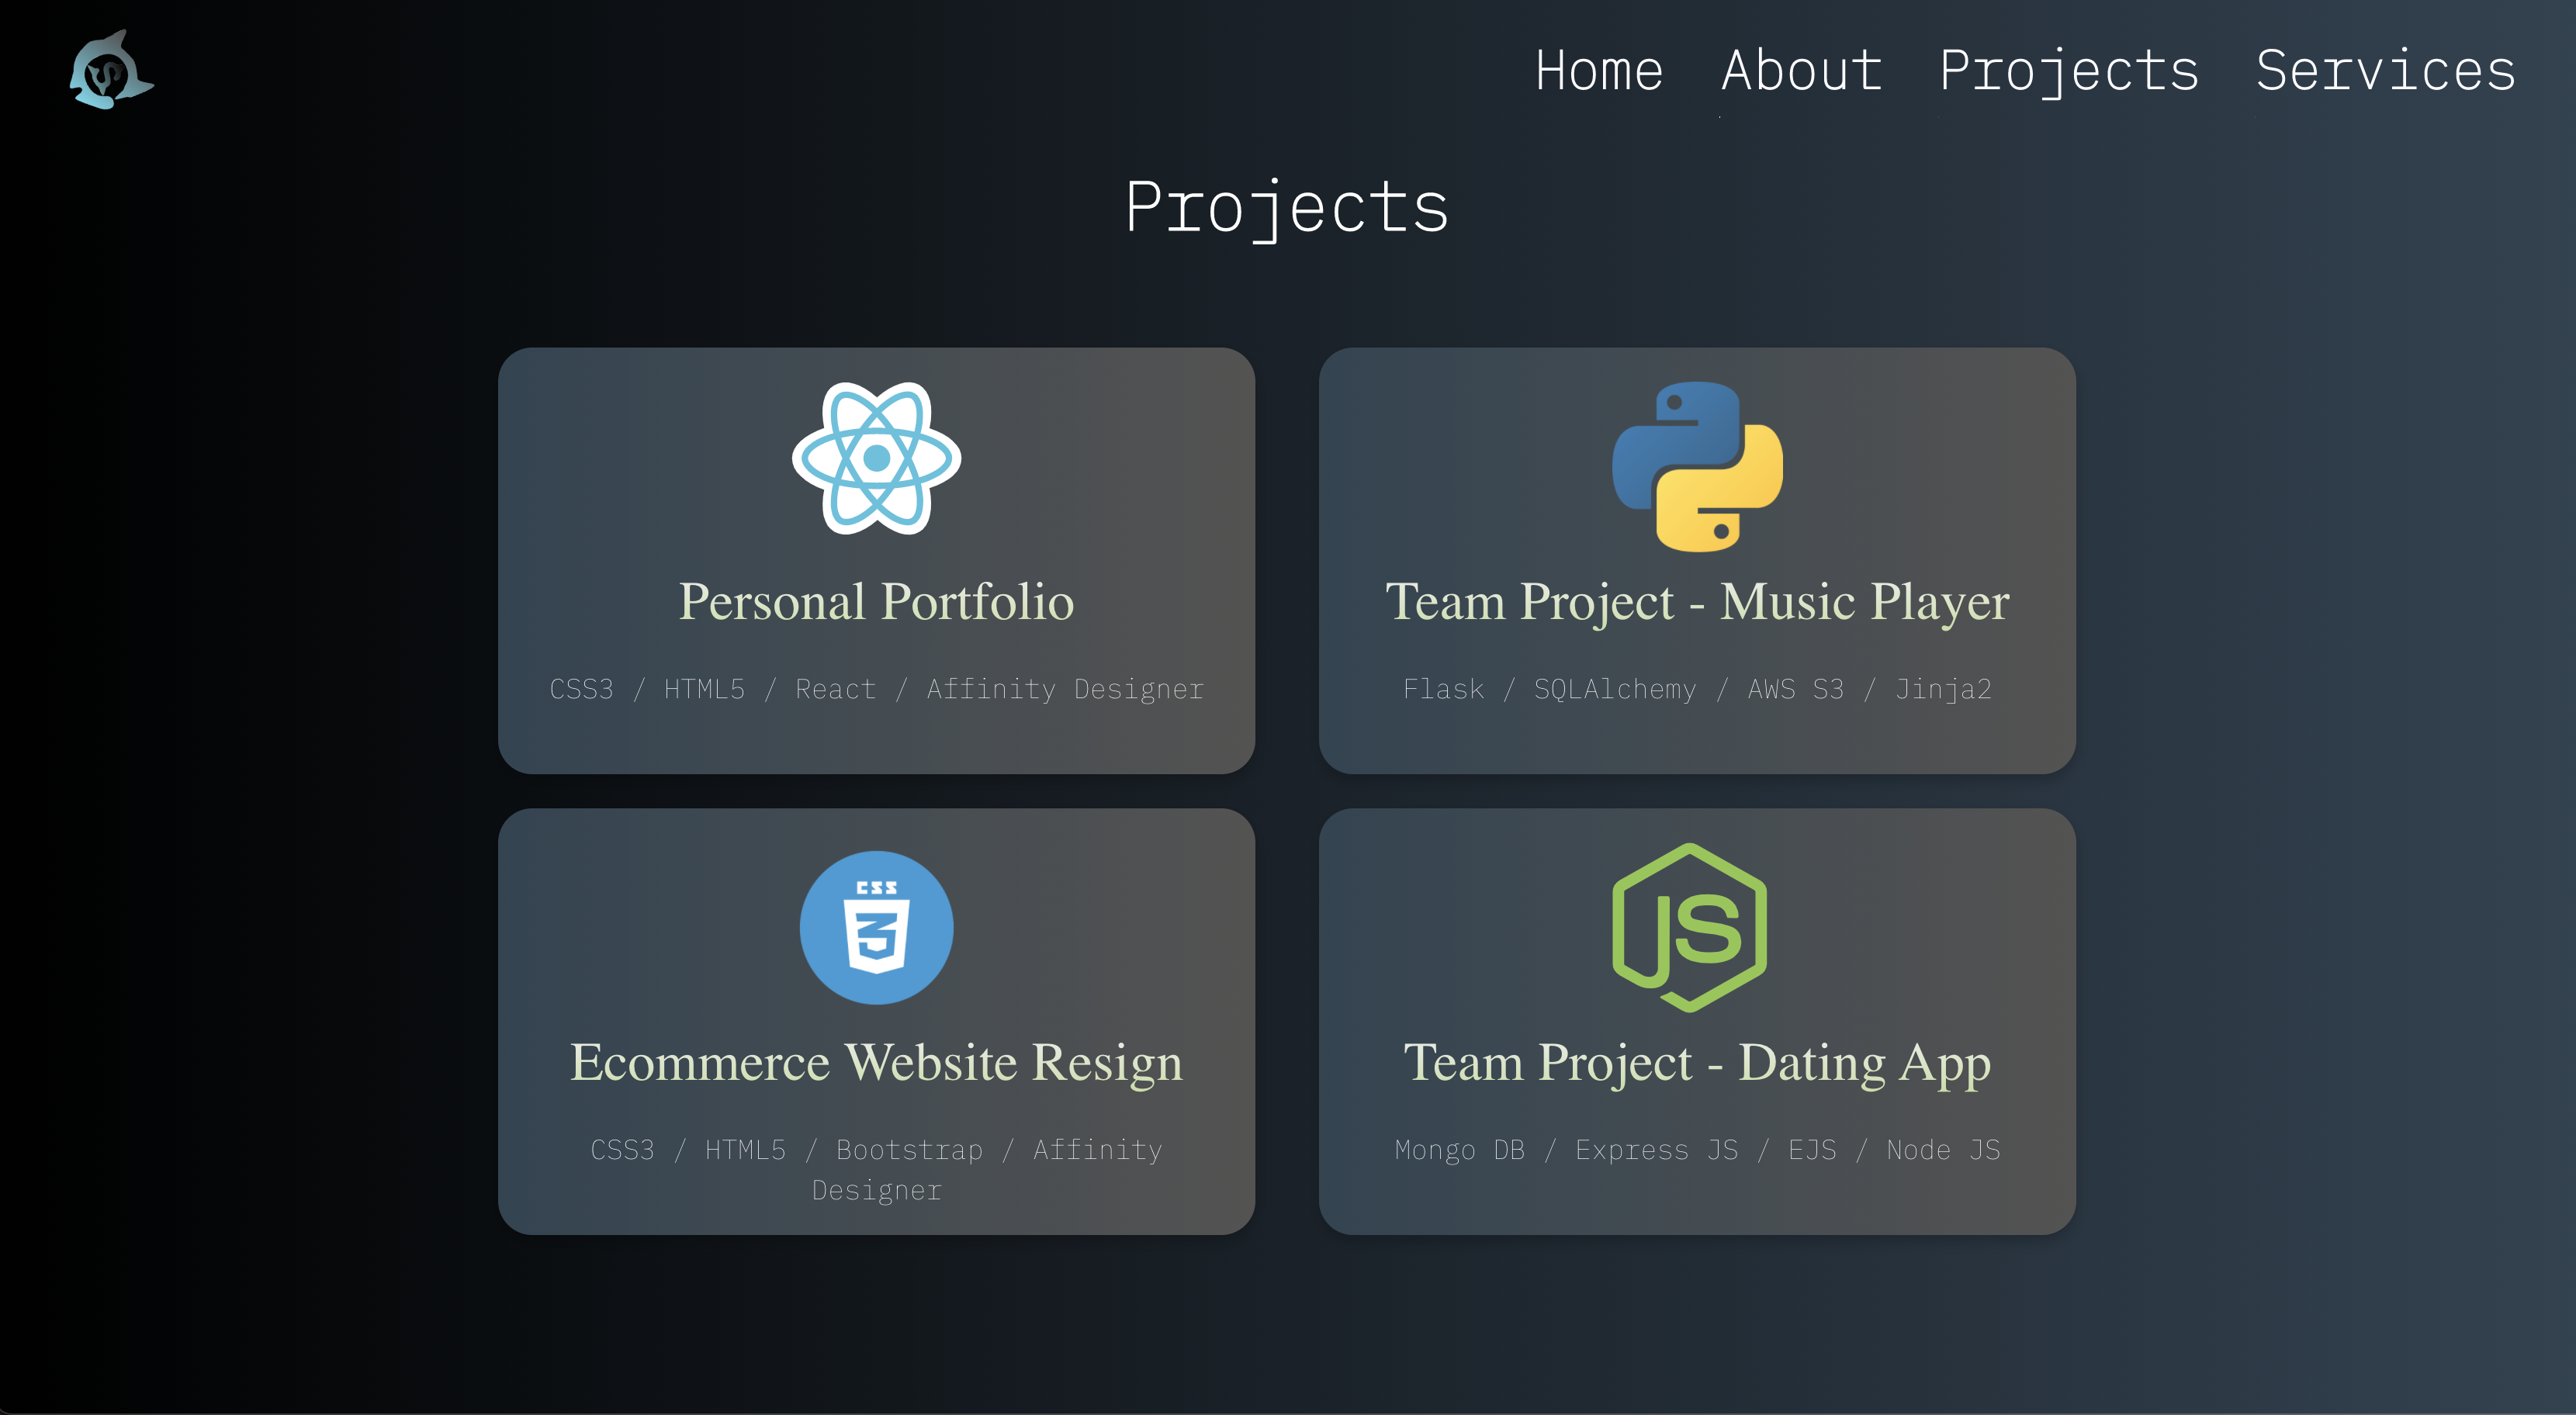 Home About Projects Services
Projects
Personal Portfolio
CSS3 / HTML5 / React / Affinity Designer
Team Project - Music Player
Flask / SQLAlchemy / AWS S3 / Jinja2
CSS
3
Ecommerce Website Resign
CSS3 / HTML5 / Bootstrap / Affinity
Designer
JS
Team Project - Dating App
Mongo DB / Express JS / EJS / Node JS